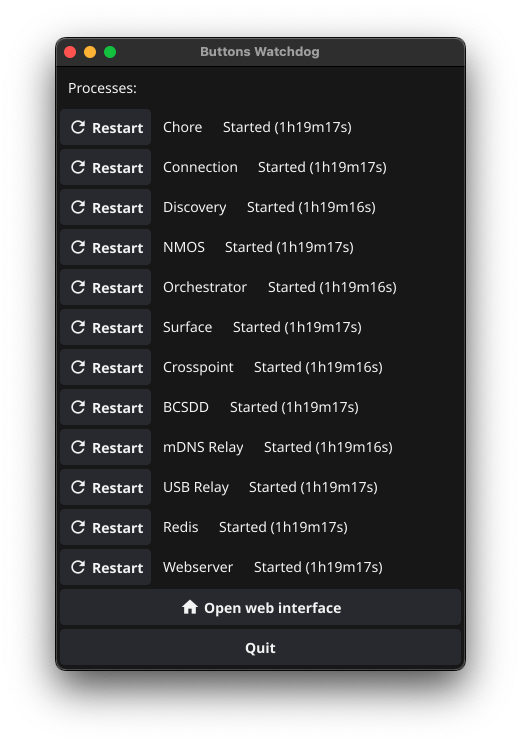 Buttons Watchdog
Processes:
Restart Chore Started (1h19m17s)
Restart Connection Started (1h19m17s)
Restart Discovery Started (1h19m16s)
Restart NMOS Started (1h19m17s)
Restart Orchestrator Started (1h19m16s)
Restart Surface Started (1h19m17s)
Restart Crosspoint Started (1h19m16s)
Restart BCSDD Started (1h19m17s)
Restart mDNS Relay Started (1h19m16s)
Restart USB Relay Started (1h19m17s)
Restart Redis Started (1h19m17s)
Restart Webserver Started (1h19m17s)
Open web interface
Quit